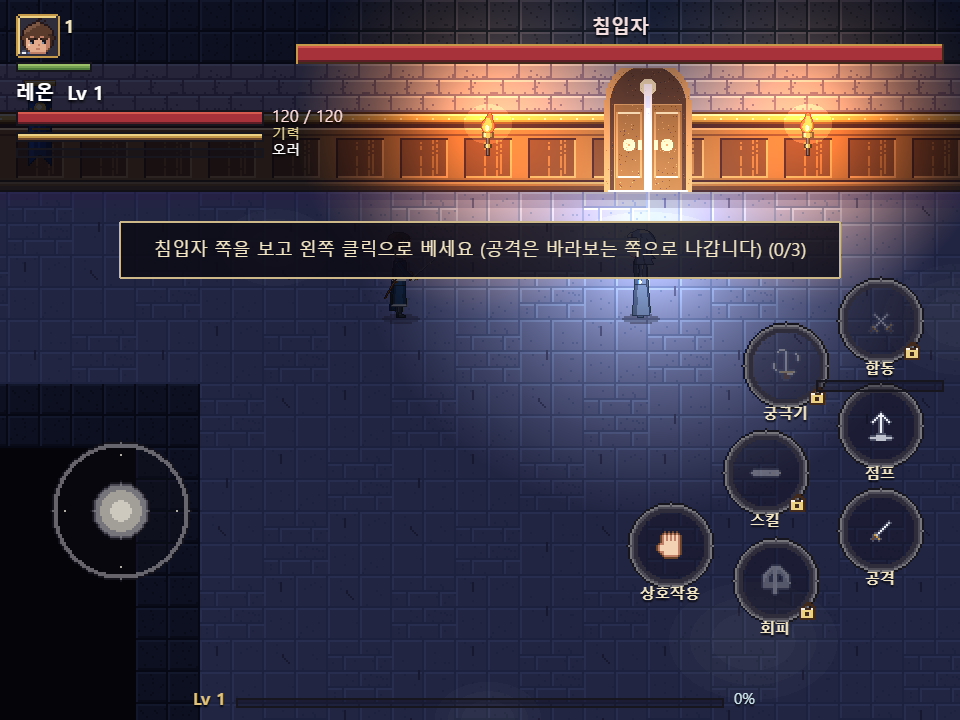 1
침입자
레온 Lv 1
120 / 120
기력
오러
침입자 쪽을 보고 왼쪽 클릭으로 베세요 (공격은 바라보는 쪽으로 나갑니다) (0/3)
합동
궁극기
점프
스킬
공격
상호작용
회피
Lv 1
0%